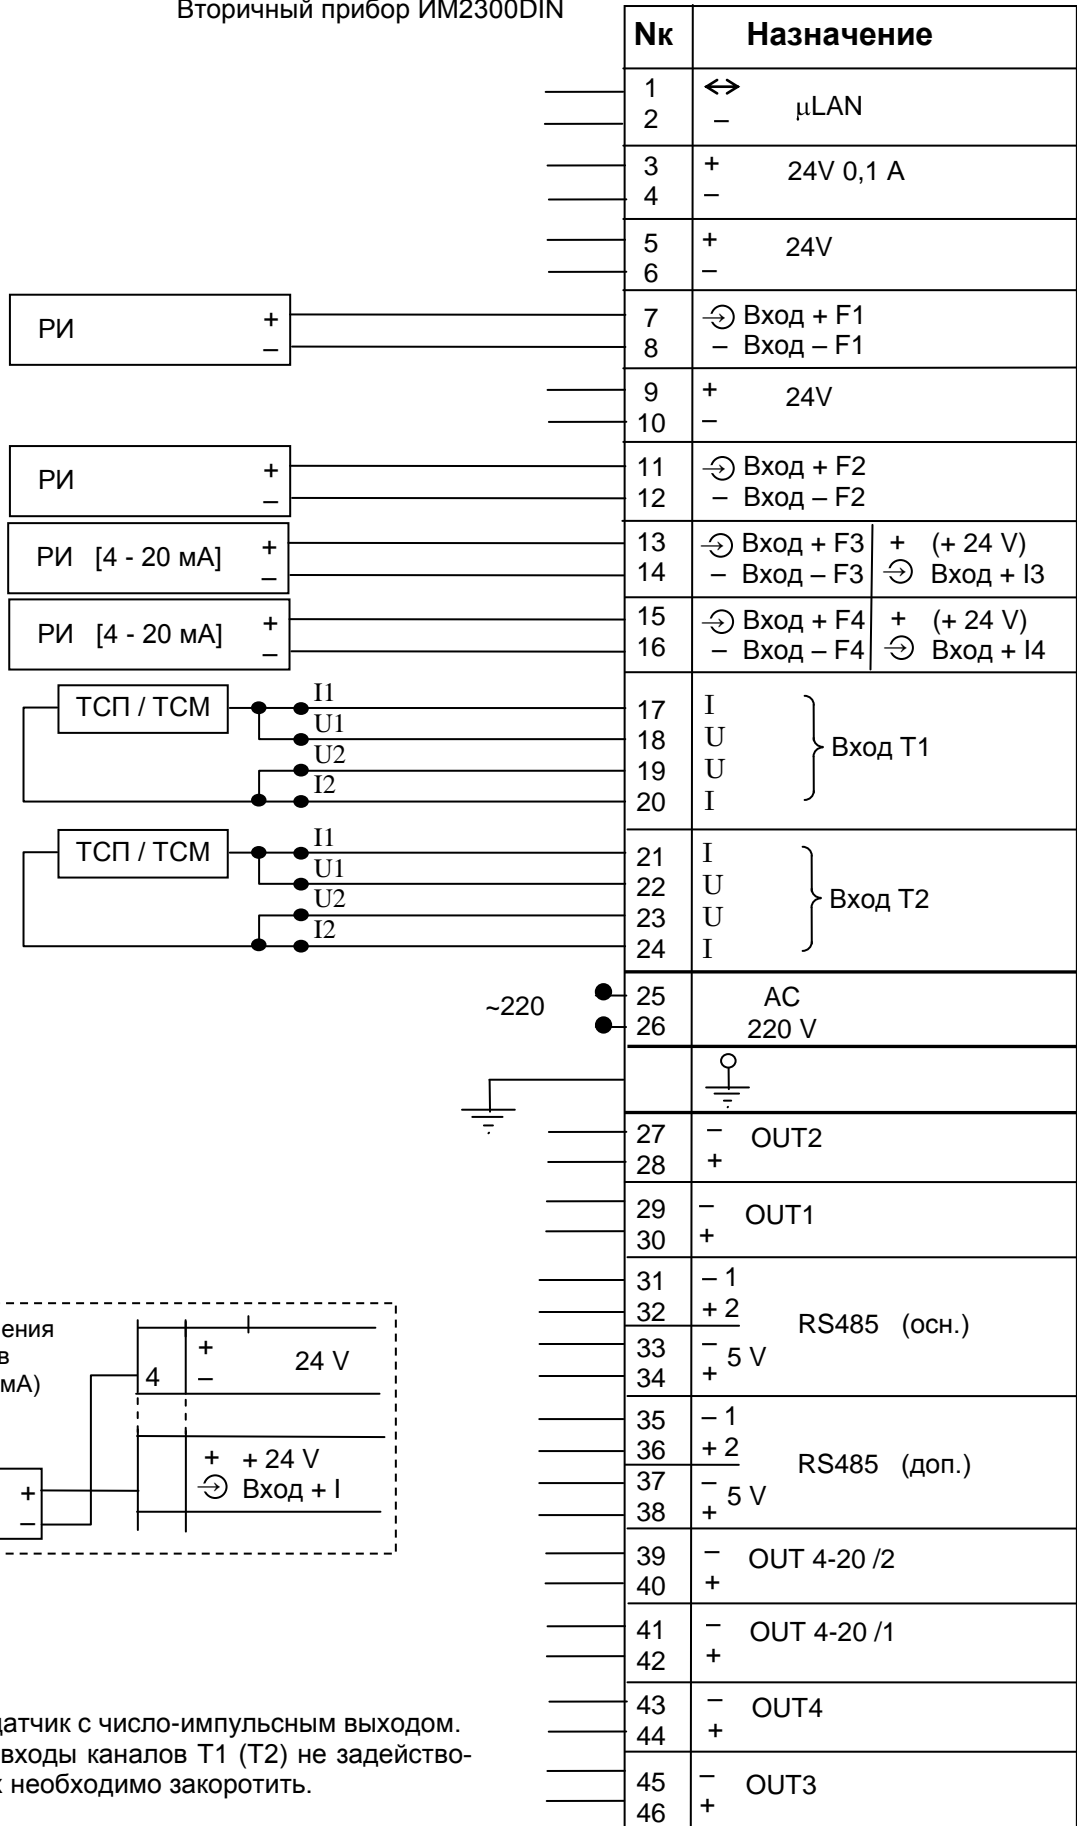 Вторичный прибор ИМ2300DIN
Nк Назначение
1 ↔
μLAN
2 –
3 +
24V 0,1 A
4 –
5 +
24V
6 –
РИ + 7 Вход + F1
– 8 – Вход – F1
9 +
24V
10 –
РИ + 11 Вход + F2
– 12 – Вход – F2
РИ [4 - 20 мА] + 13 Вход + F3 + (+ 24 V)
– 14 – Вход – F3 Вход + I3
РИ [4 - 20 мА] + 15 Вход + F4 + (+ 24 V)
– 16 – Вход – F4 Вход + I4
ТСП / ТСМ I1 17 I
U1 18 U
Вход T1
U2 19 U
I2 20 I
ТСП / ТСМ I1 21 I
U1 22 U
Вход T2
U2 23 U
I2 24 I
~220 25 AC
26 220 V
27 – OUT2
28 +
29 – OUT1
30 +
31 – 1
32 + 2
RS485 (осн.)
33 –
5 V
34 +
35 – 1
36 + 2
RS485 (доп.)
37 –
5 V
38 +
39 – OUT 4-20 /2
40 +
41 – OUT 4-20 /1
42 +
43 – OUT4
44 +
45 – OUT3
46 +
ения
в
мА)
+ 24 V
4 –
+ + 24 V
Вход + I
+
–
датчик с число-импульсным выходом.
входы каналов Т1 (Т2) не задейство-
х необходимо закоротить.